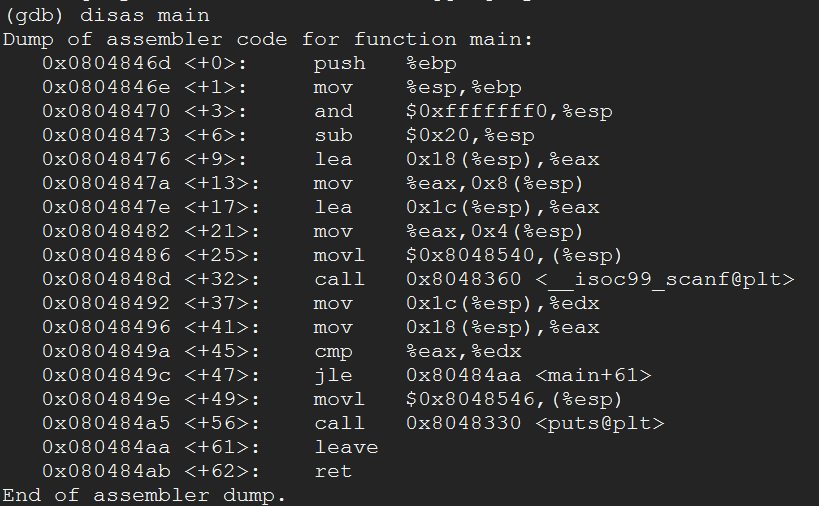 (gdb) disas main
Dump of assembler code for function main:
   0x0804846d <+0>:     push   %ebp
   0x0804846e <+1>:     mov    %esp,%ebp
   0x08048470 <+3>:     and    $0xfffffff0,%esp
   0x08048473 <+6>:     sub    $0x20,%esp
   0x08048476 <+9>:     lea    0x18(%esp),%eax
   0x0804847a <+13>:    mov    %eax,0x8(%esp)
   0x0804847e <+17>:    lea    0x1c(%esp),%eax
   0x08048482 <+21>:    mov    %eax,0x4(%esp)
   0x08048486 <+25>:    movl   $0x8048540,(%esp)
   0x0804848d <+32>:    call   0x8048360 <__isoc99_scanf@plt>
   0x08048492 <+37>:    mov    0x1c(%esp),%edx
   0x08048496 <+41>:    mov    0x18(%esp),%eax
   0x0804849a <+45>:    cmp    %eax,%edx
   0x0804849c <+47>:    jle    0x80484aa <main+61>
   0x0804849e <+49>:    movl   $0x8048546,(%esp)
   0x080484a5 <+56>:    call   0x8048330 <puts@plt>
   0x080484aa <+61>:    leave
   0x080484ab <+62>:    ret
End of assembler dump.